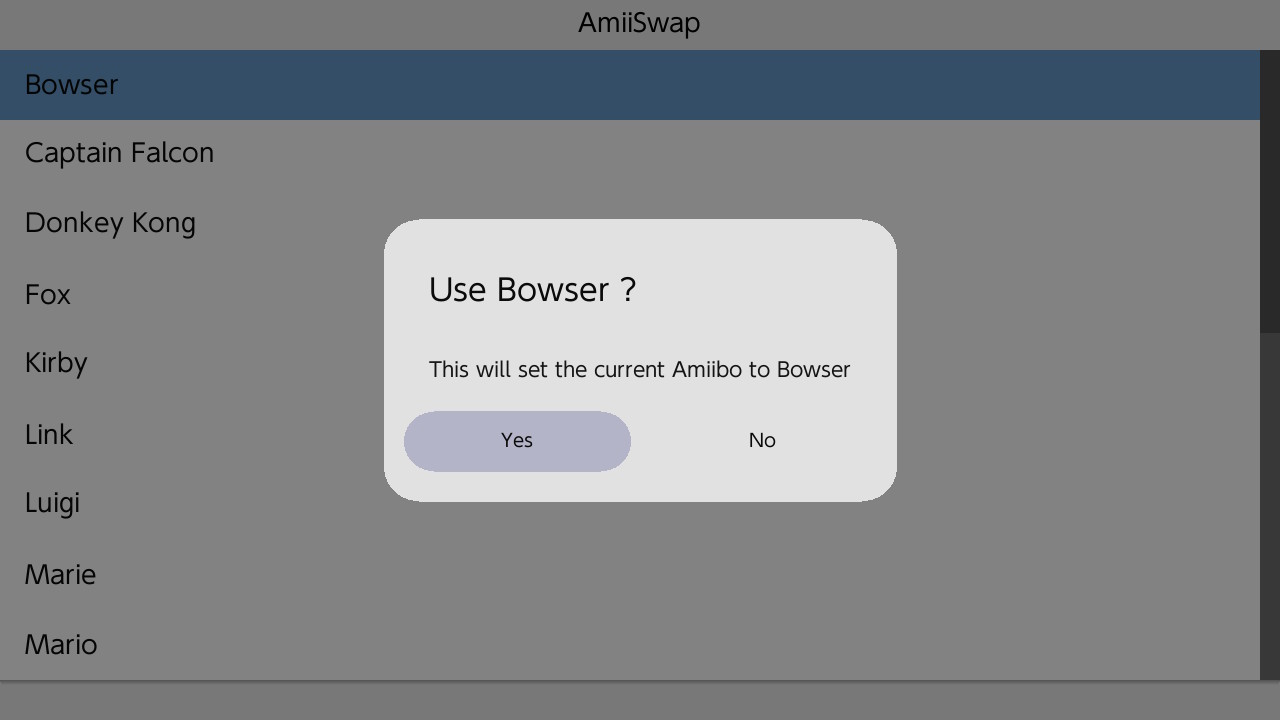 AmiiSwap
Bowser
Captain Falcon
Donkey Kong
Fox
Kirby
Link
Luigi
Marie
Mario
Use Bowser ?
This will set the current Amiibo to Bowser
Yes
No